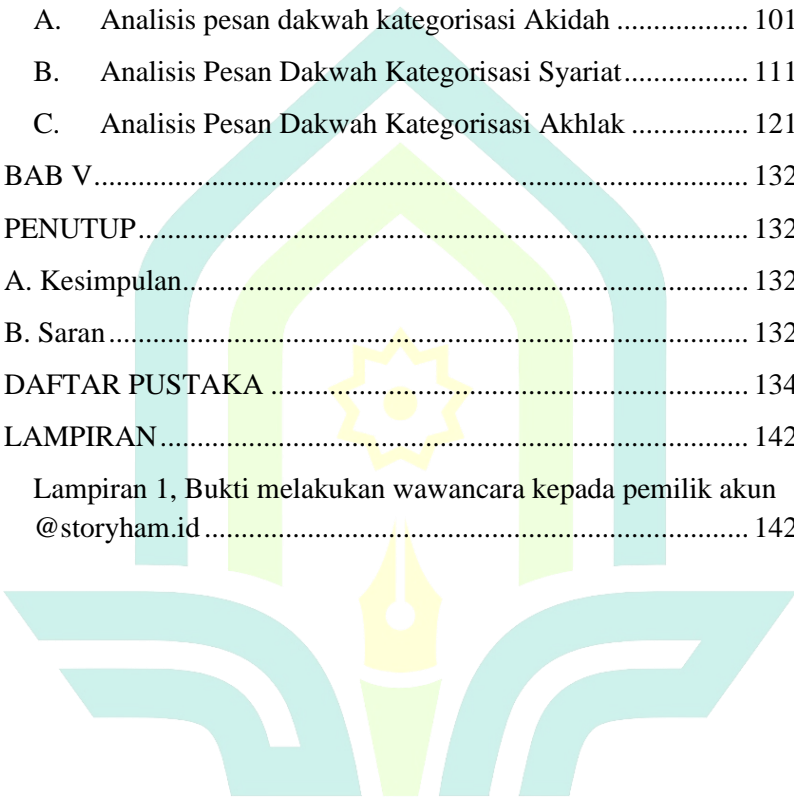 A. Analisis pesan dakwah kategorisasi Akidah .................. 101
B. Analisis Pesan Dakwah Kategorisasi Syariat................. 111
C. Analisis Pesan Dakwah Kategorisasi Akhlak ................ 121
BAB V........................................................................................ 132
PENUTUP.................................................................................. 132
A. Kesimpulan............................................................................ 132
B. Saran...................................................................................... 132
DAFTAR PUSTAKA ................................................................ 134
LAMPIRAN............................................................................... 142
Lampiran 1, Bukti melakukan wawancara kepada pemilik akun
@storyham.id ......................................................................... 142